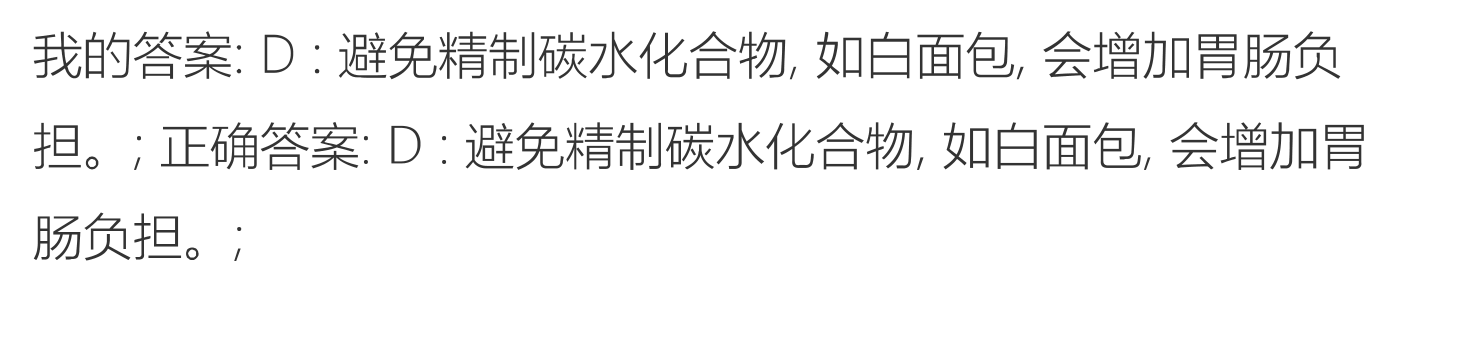 我的答案: D : 避免精制碳水化合物, 如白面包, 会增加胃肠负
担。; 正确答案: D : 避免精制碳水化合物, 如白面包, 会增加胃
肠负担。;